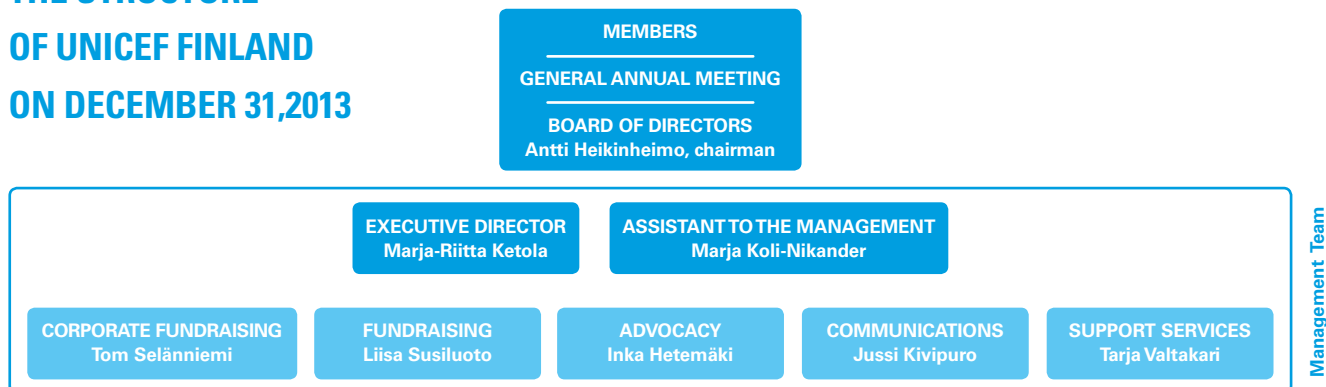 THE STRUCTURE
OF UNICEF FINLAND
ON DECEMBER 31,2013
MEMBERS
GENERAL ANNUAL MEETING
BOARD OF DIRECTORS
Antti Heikinheimo, chairman
EXECUTIVE DIRECTOR
Marja-Riitta Ketola
ASSISTANT TO THE MANAGEMENT
Marja Koli-Nikander
CORPORATE FUNDRAISING
Tom Selänniemi
FUNDRAISING
Liisa Susiluoto
ADVOCACY
Inka Hetemäki
COMMUNICATIONS
Jussi Kivipuro
SUPPORT SERVICES
Tarja Valtakari
Management Team